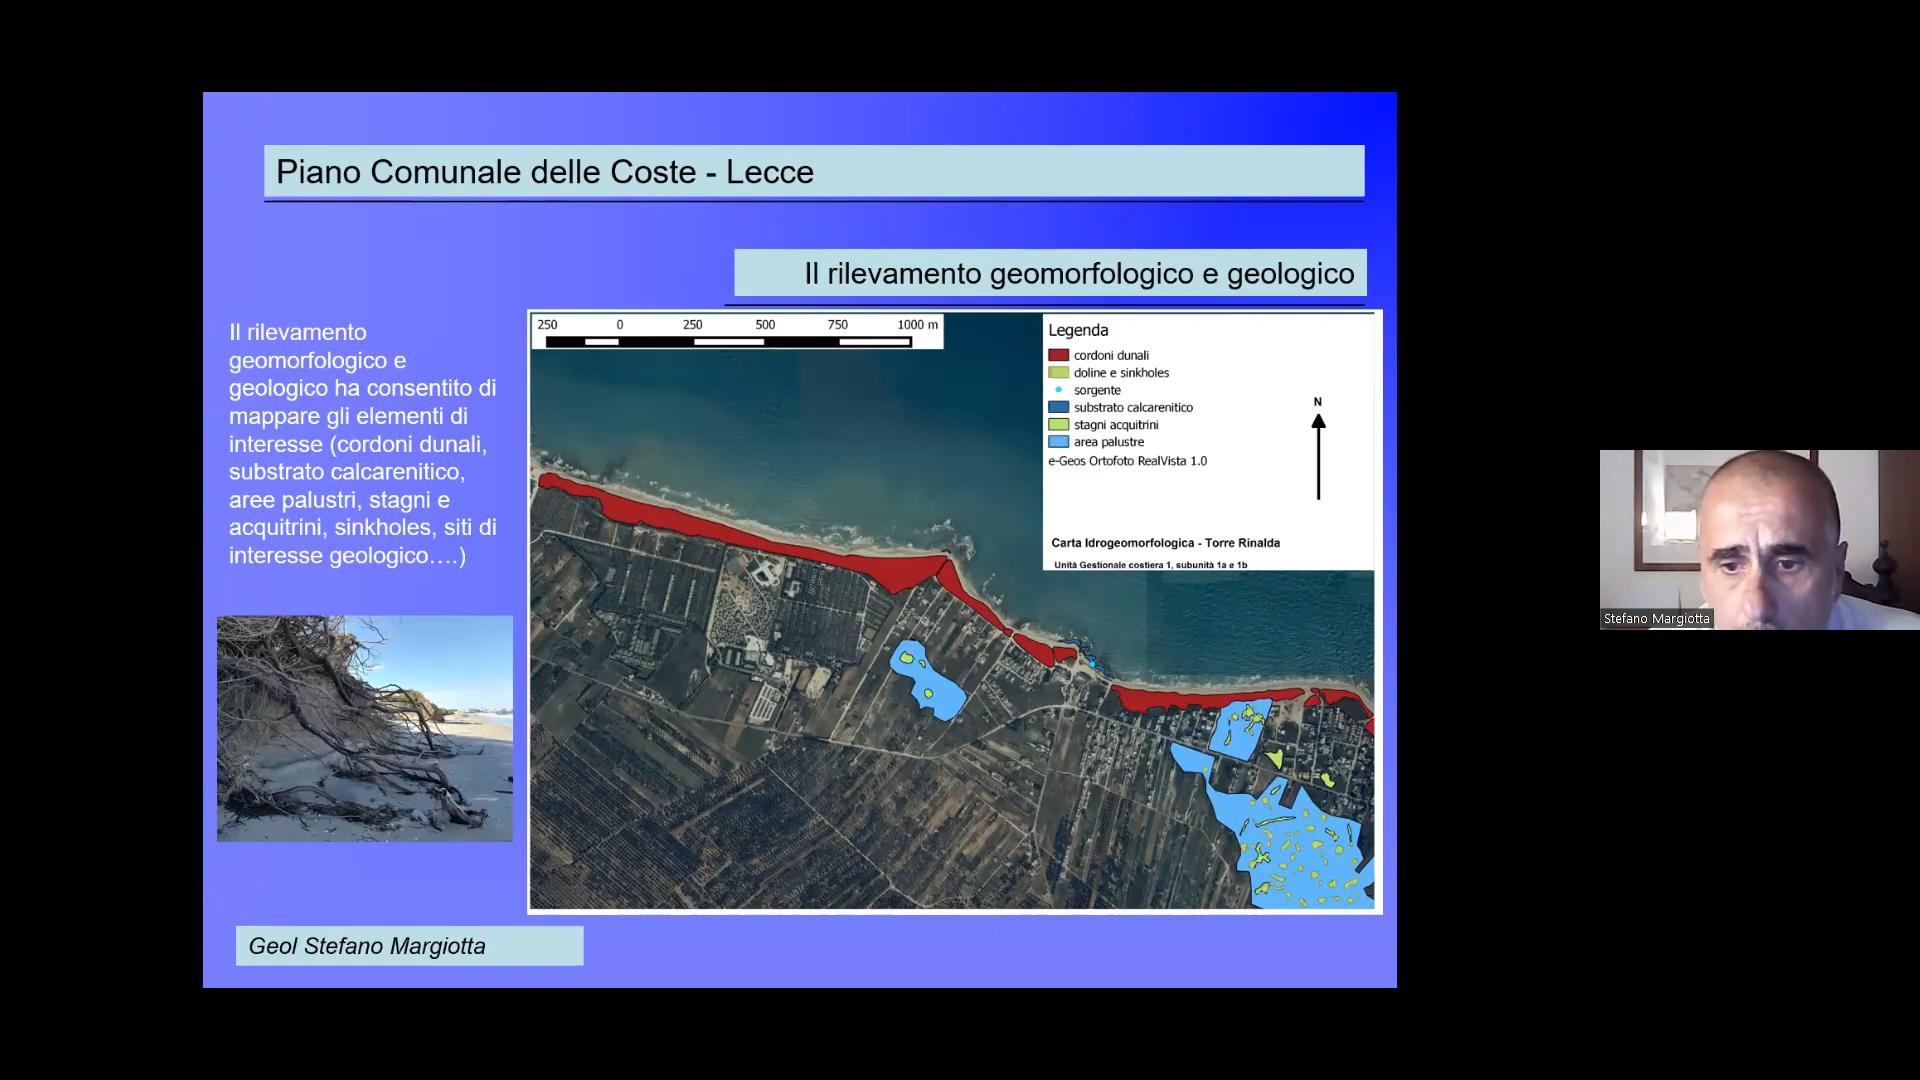 Piano Comunale delle Coste - Lecce
Il rilevamento geomorfologico e geologico
Il rilevamento
geomorfologico e
geologico ha consentito di
mappare gli elementi di
interesse (cordoni dunali,
substrato calcarenitico,
aree palustri, stagni e
acquitrini, sinkholes, siti di
interesse geologico....)
250 0 250 500 750 1000 m
Legenda
cordoni dunali
doline e sinkholes
sorgente
substrato calcarenitico
stagni acquitrini
area palustre
e-Geos Ortofoto RealVista 1.0
N
Carta Idrogeomorfologica - Torre Rinalda
Unità Gestionale costiera 1, subunità 1a e 1b
Geol Stefano Margiotta
Stefano Margiotta